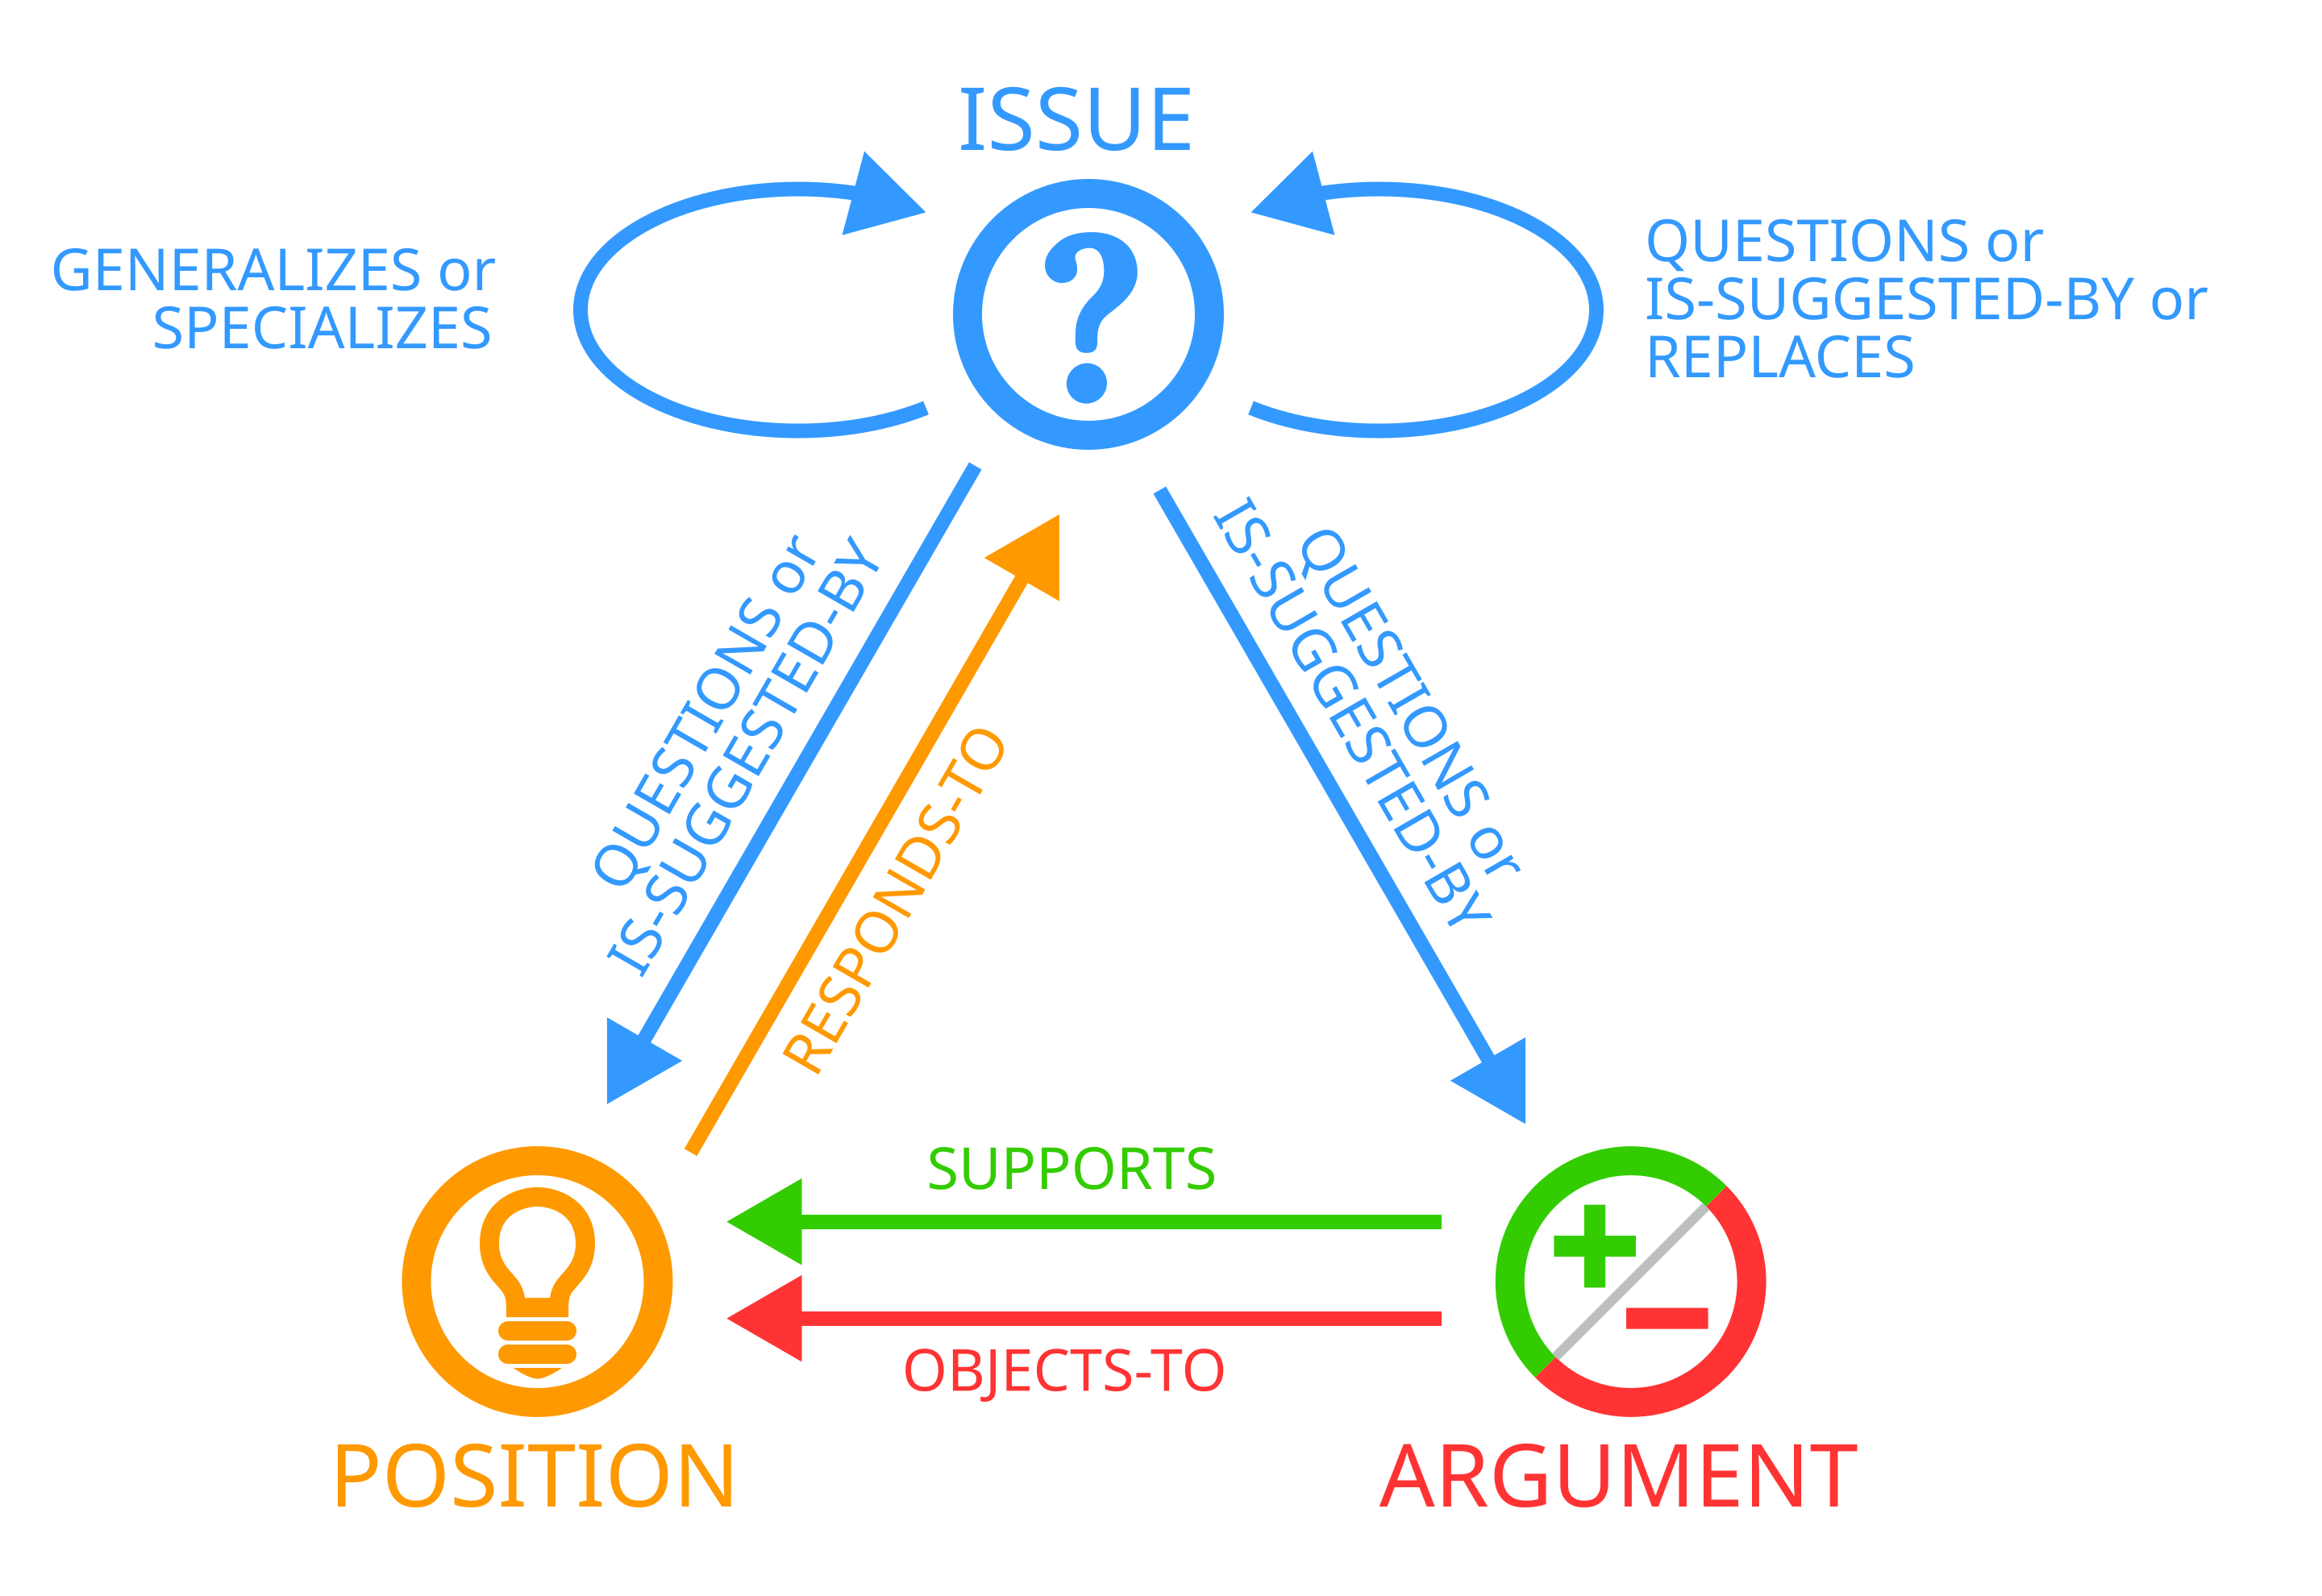 ISSUE
GENERALIZES or
SPECIALIZES
QUESTIONS or
IS-SUGGESTED-BY or
REPLACES
QUESTIONS or
IS-SUGGESTED-BY
RESPONDS-TO
QUESTIONS or
IS-SUGGESTED-BY
SUPPORTS
OBJECTS-TO
POSITION
ARGUMENT